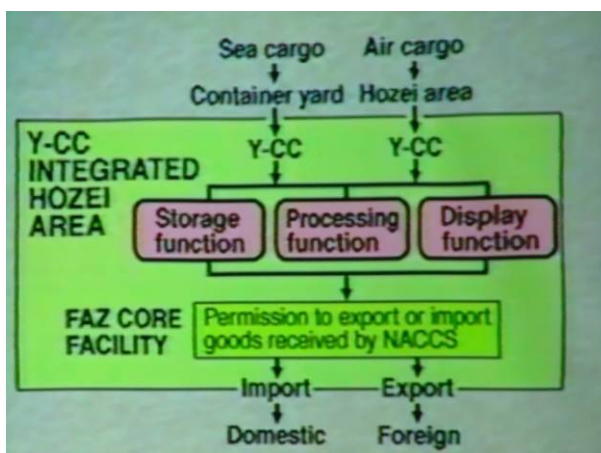 Sea cargo
Air cargo
Container yard
Hozei area
Y-CC
INTEGRATED
HOZEI
AREA
Y-CC
Y-CC
Storage
function
Processing
function
Display
function
FAZ CORE
FACILITY
Permission to export or import
goods received by NACCS
Import
Export
Domestic
Foreign